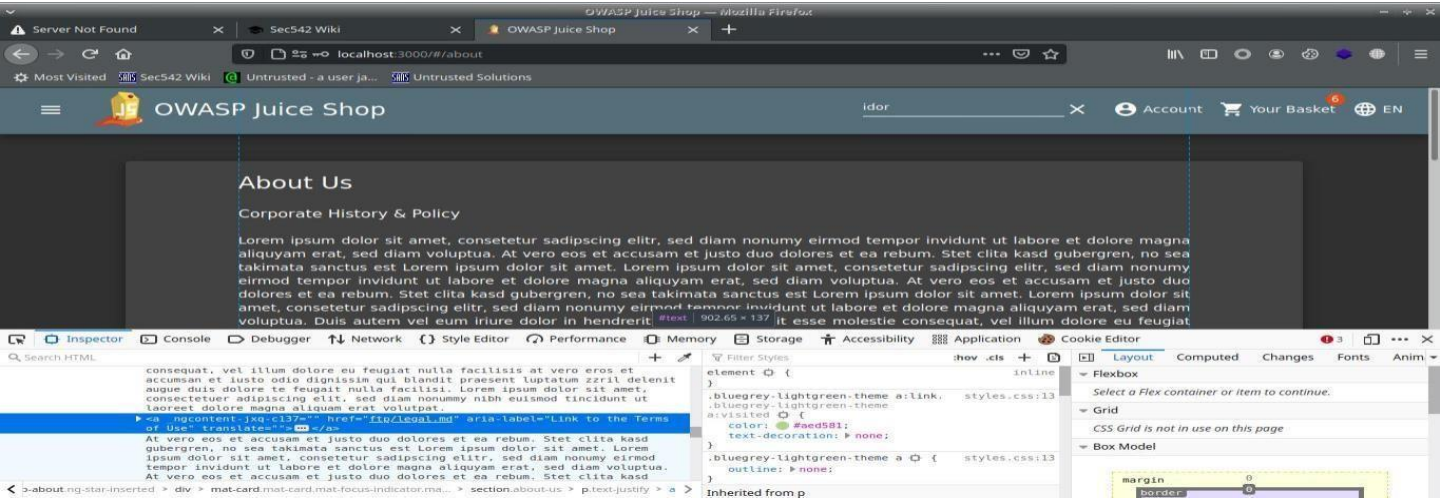 OWASP Juice Shop — Mozilla Firefox
Server Not Found
Sec542 Wiki
OWASP Juice Shop
localhost:3000/#/about
Most Visited
SANS Sec542 Wiki
Untrusted - a user ja...
SANS Untrusted Solutions
JS
OWASP Juice Shop
idor
Account
Your Basket
6
EN
About Us
Corporate History & Policy
Lorem ipsum dolor sit amet, consetetur sadipscing elitr, sed diam nonumy eirmod tempor invidunt ut labore et dolore magna
aliquyam erat, sed diam voluptua. At vero eos et accusam et justo duo dolores et ea rebum. Stet clita kasd gubergren, no sea
takimata sanctus est Lorem ipsum dolor sit amet. Lorem ipsum dolor sit amet, consetetur sadipscing elitr, sed diam nonumy
eirmod tempor invidunt ut labore et dolore magna aliquyam erat, sed diam voluptua. At vero eos et accusam et justo duo
dolores et ea rebum. Stet clita kasd gubergren, no sea takimata sanctus est Lorem ipsum dolor sit amet. Lorem ipsum dolor sit
amet, consetetur sadipscing elitr, sed diam nonumy eirmod tempor invidunt ut labore et dolore magna aliquyam erat, sed diam
voluptua. Duis autem vel eum iriure dolor in hendrerit it esse molestie consequat, vel illum dolore eu feugiat
#text 902.65 × 137
Inspector
Console
Debugger
Network
Style Editor
Performance
Memory
Storage
Accessibility
Application
Cookie Editor
3
Search HTML
consequat, vel illum dolore eu feugiat nulla facilisis at vero eros et
accumsan et iusto odio dignissim qui blandit praesent luptatum zzril delenit
augue duis dolore te feugait nulla facilisi. Lorem ipsum dolor sit amet,
consectetuer adipiscing elit, sed diam nonummy nibh euismod tincidunt ut
laoreet dolore magna aliquam erat volutpat.
<a _ngcontent-jxq-c137="" href="ftp/legal.md" aria-label="Link to the Terms
of Use" translate="">…</a>
At vero eos et accusam et justo duo dolores et ea rebum. Stet clita kasd
gubergren, no sea takimata sanctus est Lorem ipsum dolor sit amet. Lorem
ipsum dolor sit amet, consetetur sadipscing elitr, sed diam nonumy eirmod
tempor invidunt ut labore et dolore magna aliquyam erat, sed diam voluptua.
At vero eos et accusam et justo duo dolores et ea rebum. Stet clita kasd
-about.ng-star-inserted > div > mat-card.mat-card.mat-focus-indicator.ma... > section.about-us > p.text-justify > a
Filter Styles
:hov .cls
element {
inline
}
.bluegrey-lightgreen-theme a:link,
styles.css:13
.bluegrey-lightgreen-theme
a:visited {
color: #aed581;
text-decoration: none;
}
.bluegrey-lightgreen-theme a {
styles.css:13
outline: none;
}
Inherited from p
Layout
Computed
Changes
Fonts
Anim.
Flexbox
Select a Flex container or item to continue.
Grid
CSS Grid is not in use on this page
Box Model
margin
0
border
0